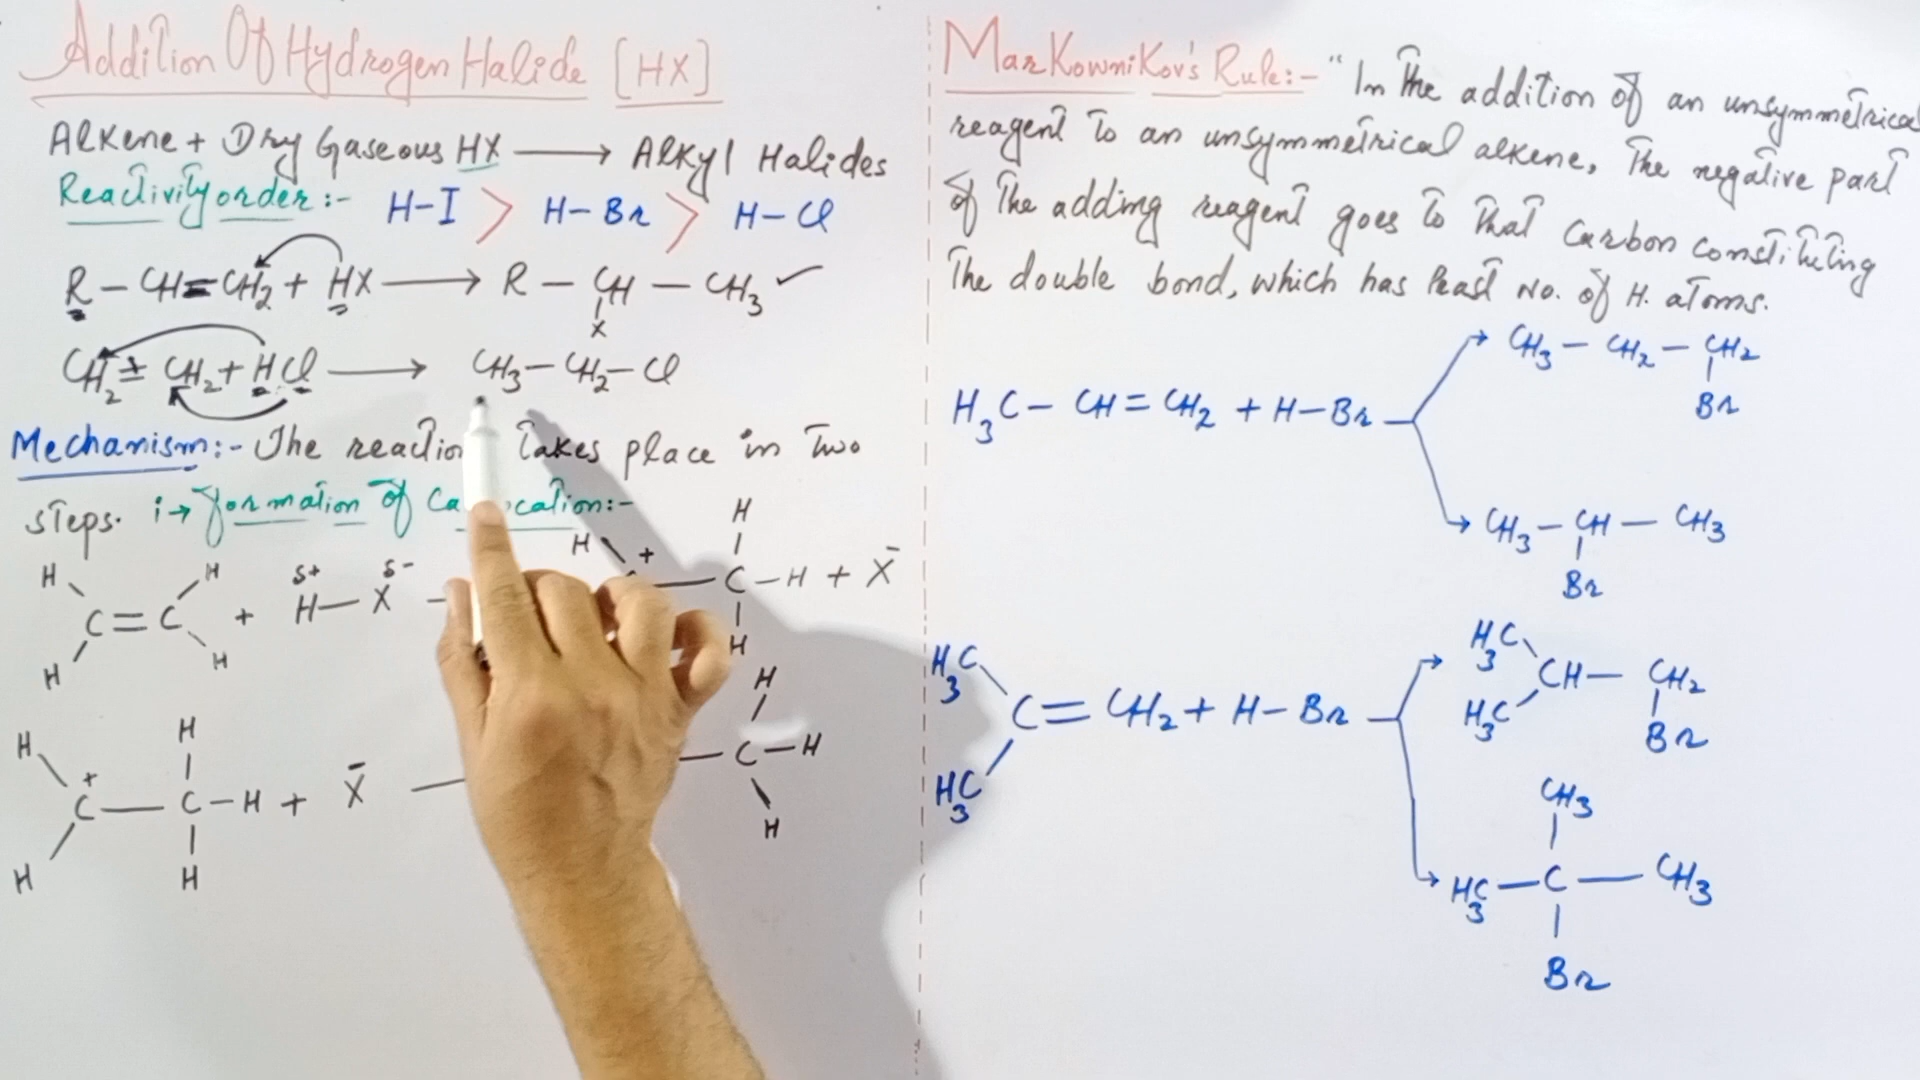 Addition Of Hydrogen Halide [HX]
Alkene + Dry Gaseous HX ⟶ Alkyl Halides
Reactivity order:- H-I > H-Br > H-Cl
R - CH=CH2 + HX ⟶ R - CH - CH3 ✓
X
CH2 = CH2 + HCl ⟶ CH3 - CH2 - Cl
Mechanism:- The reaction Takes place in Two
steps. i→ formation of
H H δ+ δ- H + H
C = C + H - X - C - H + X̄
H H H
H H H
C+ - C - H + X̄ - C - H
H H H
MarKowniKov's Rule:- "In The addition of an unsymmetrical
reagent To an unsymmetrical alkene, The negative part
of The adding reagent goes To That Carbon constituting
The double bond, which has least No. of H. aToms.
CH3 - CH2 - CH2
Br
H3C - CH = CH2 + H - Br
CH3 - CH - CH3
Br
H3C H3C
C = CH2 + H - Br CH - CH2
H3C H3C Br
CH3
H3C - C - CH3
Br